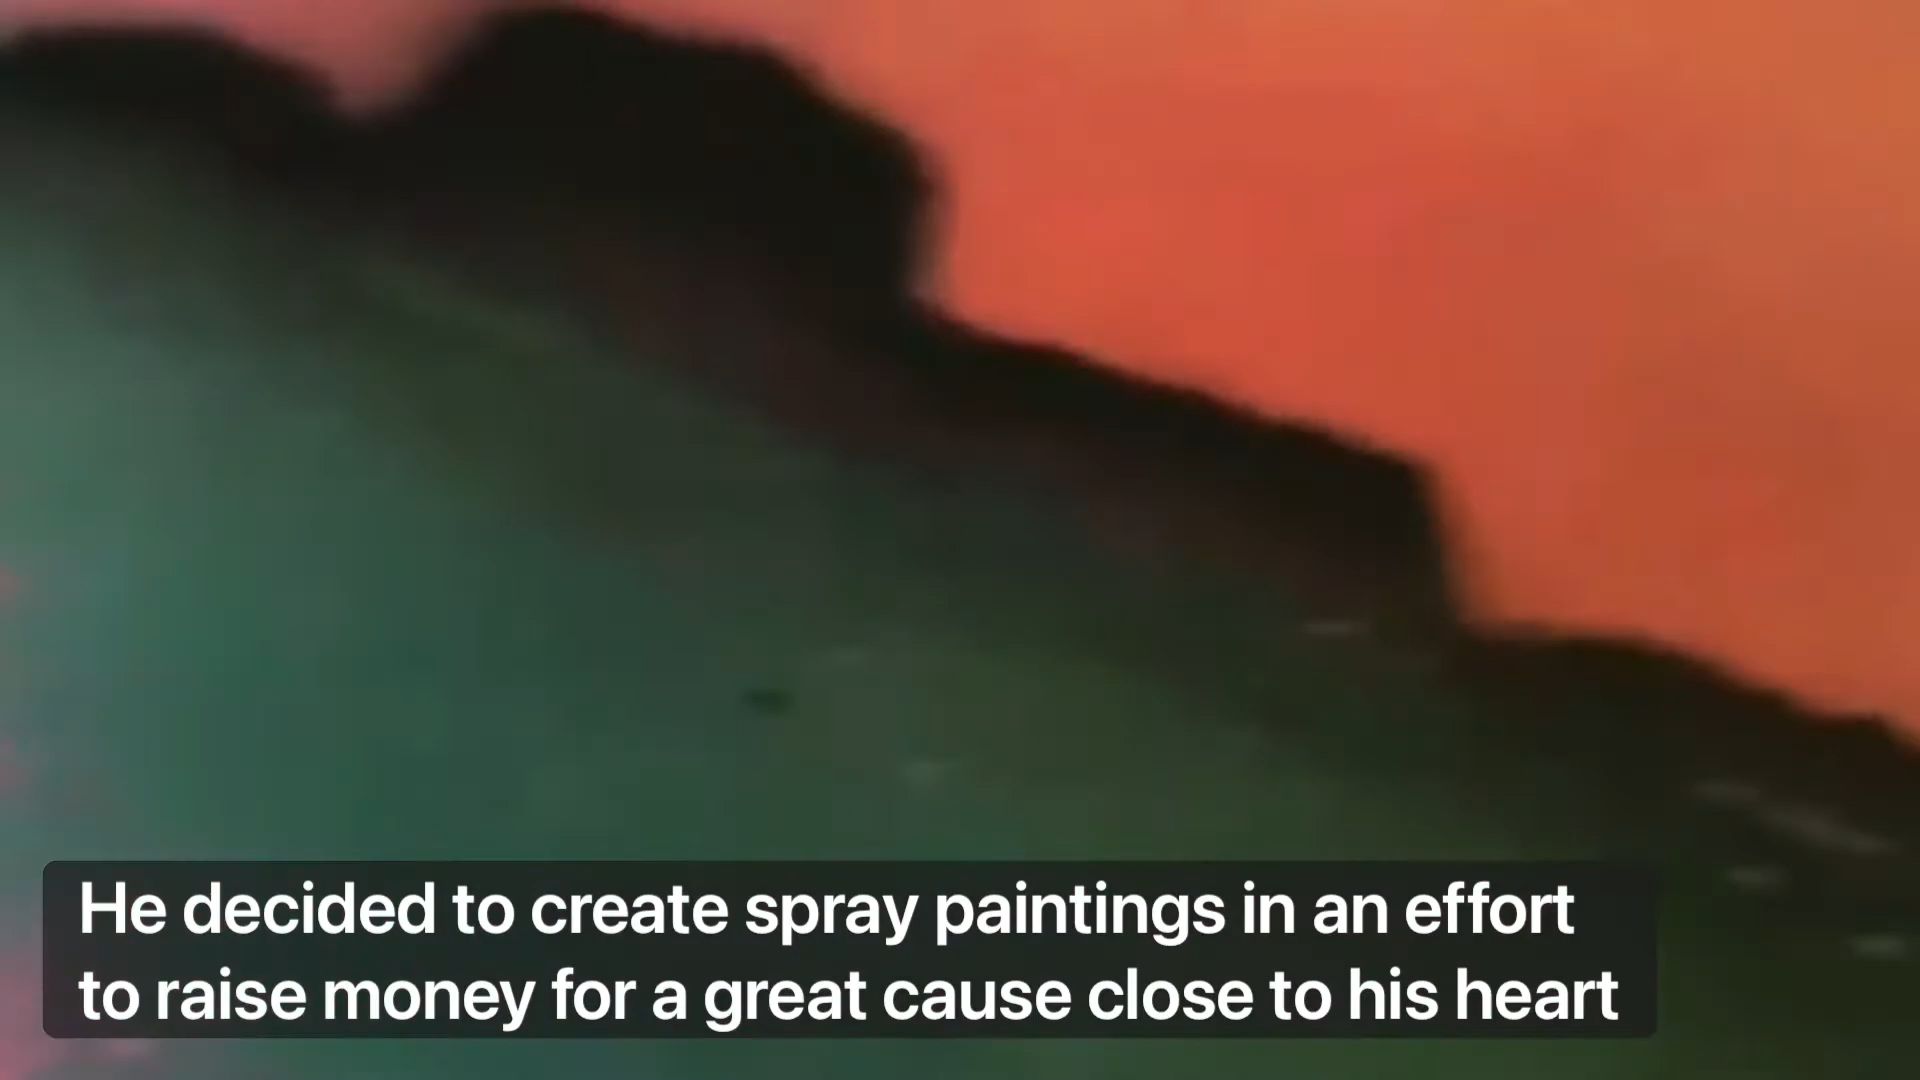 He decided to create spray paintings in an effort
to raise money for a great cause close to his heart